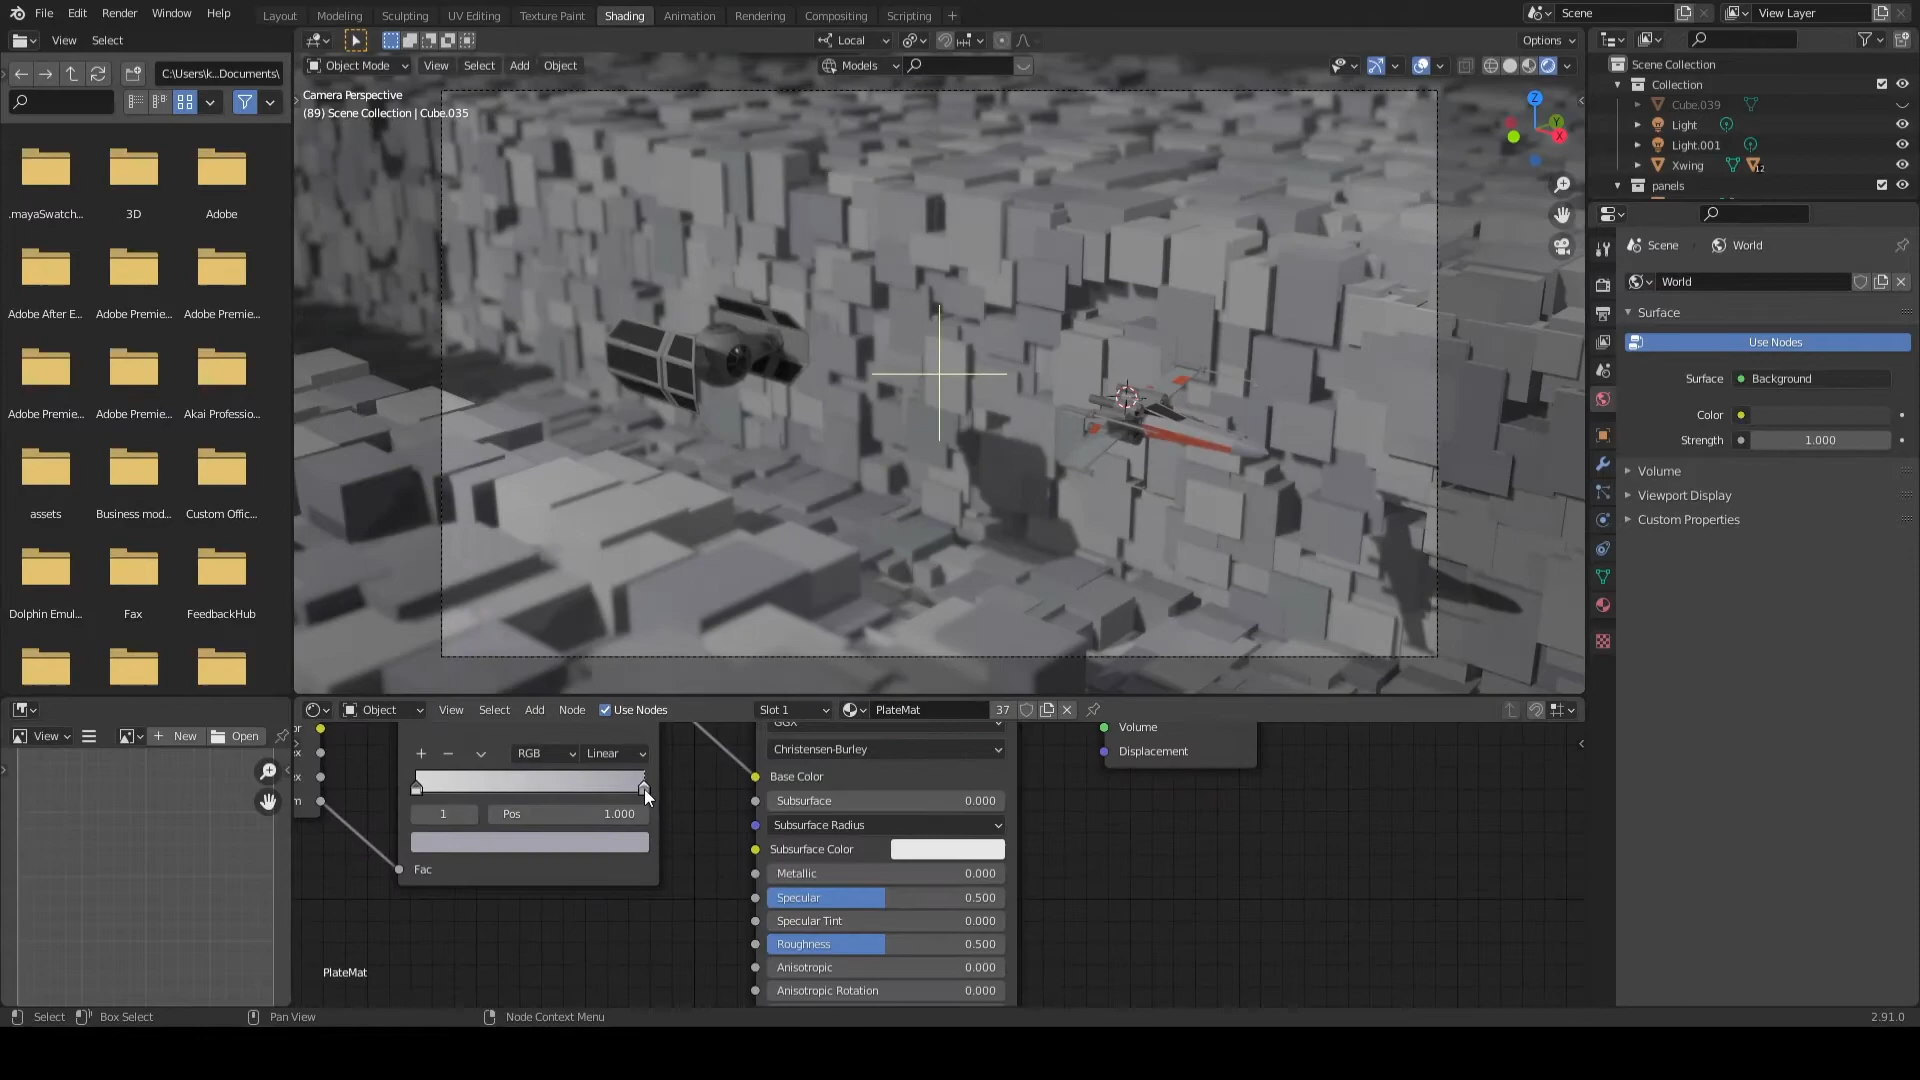 File Edit Render Window Help Layout Modeling Sculpting UV Editing Texture Paint Shading Animation Rendering Compositing Scripting Scene View Layer
View Select Local Options
C:\Users\k...Documents\ Object Mode View Select Add Object Models
Camera Perspective
(89) Scene Collection | Cube.035
Scene Collection
Collection
Cube.039
Light
Light.001
Xwing 12
panels
Z
Y
X
.mayaSwatch... 3D Adobe
Adobe After E... Adobe Premie... Adobe Premie...
Adobe Premie... Adobe Premie... Akai Professio...
assets Business mod... Custom Offic...
Dolphin Emul... Fax FeedbackHub
Scene World
World
Surface
Use Nodes
Surface Background
Color
Strength 1.000
Volume
Viewport Display
Custom Properties
Object View Select Add Node Use Nodes Slot 1 PlateMat 37
View New Open
RGB Linear
1 Pos 1.000
Fac
PlateMat
GGX
Christensen-Burley
Base Color
Subsurface 0.000
Subsurface Radius
Subsurface Color
Metallic 0.000
Specular 0.500
Specular Tint 0.000
Roughness 0.500
Anisotropic 0.000
Anisotropic Rotation 0.000
Volume
Displacement
Select Box Select Pan View Node Context Menu 2.91.0